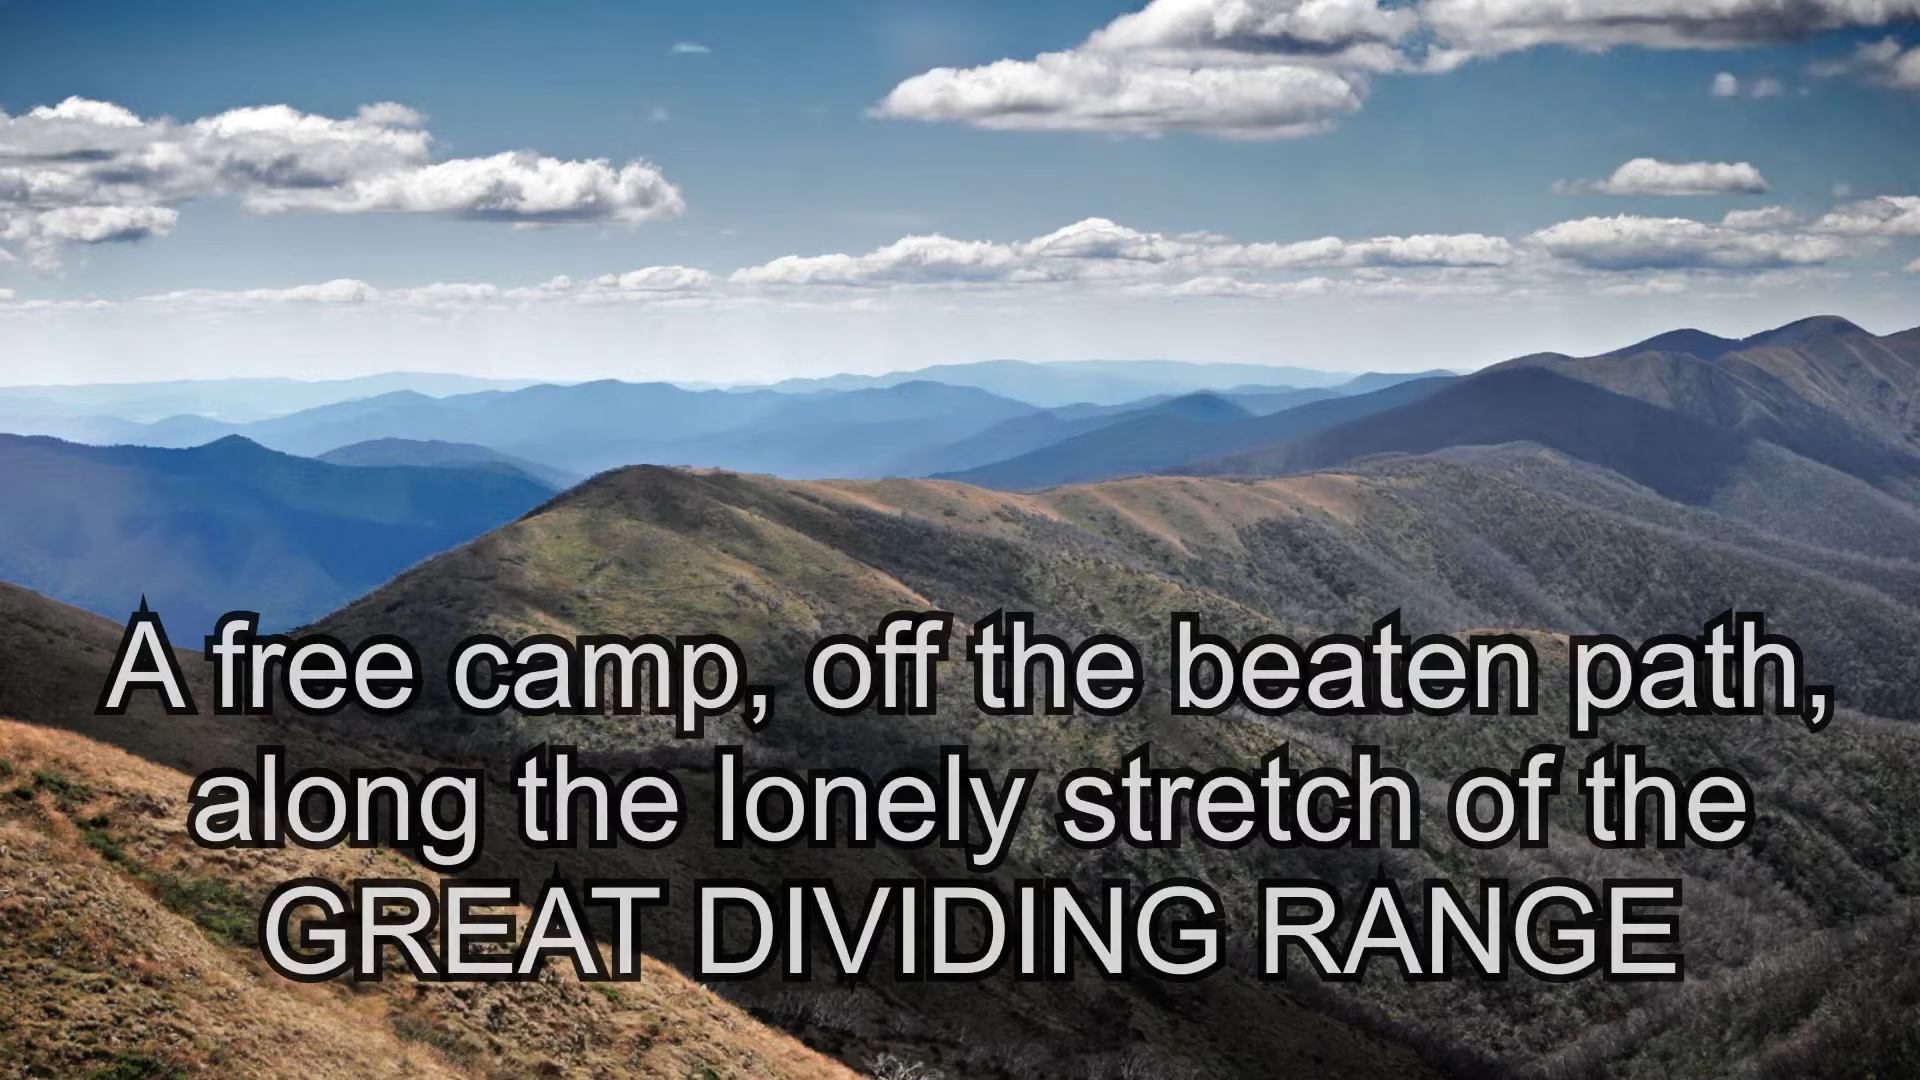 A free camp, off the beaten path,
along the lonely stretch of the
GREAT DIVIDING RANGE